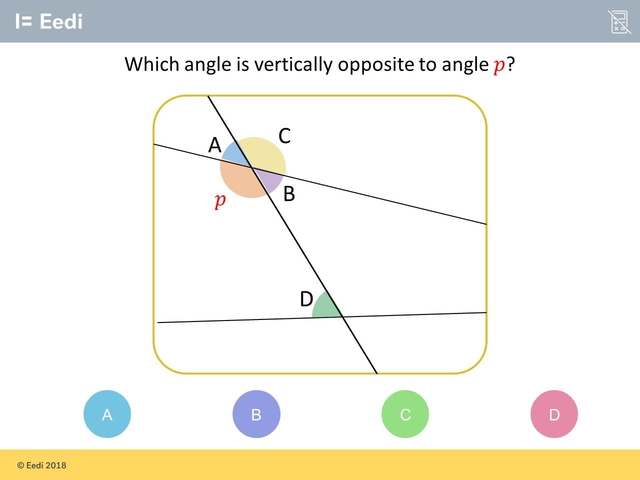 I= Eedi
Which angle is vertically opposite to angle p?
A
C
B
p
D
A
B
C
D
© Eedi 2018